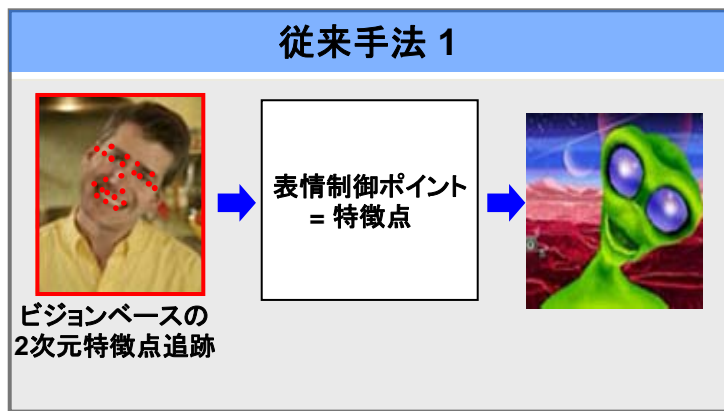 従来手法 1
表情制御ポイント
= 特徴点
ビジョンベースの
2次元特徴点追跡